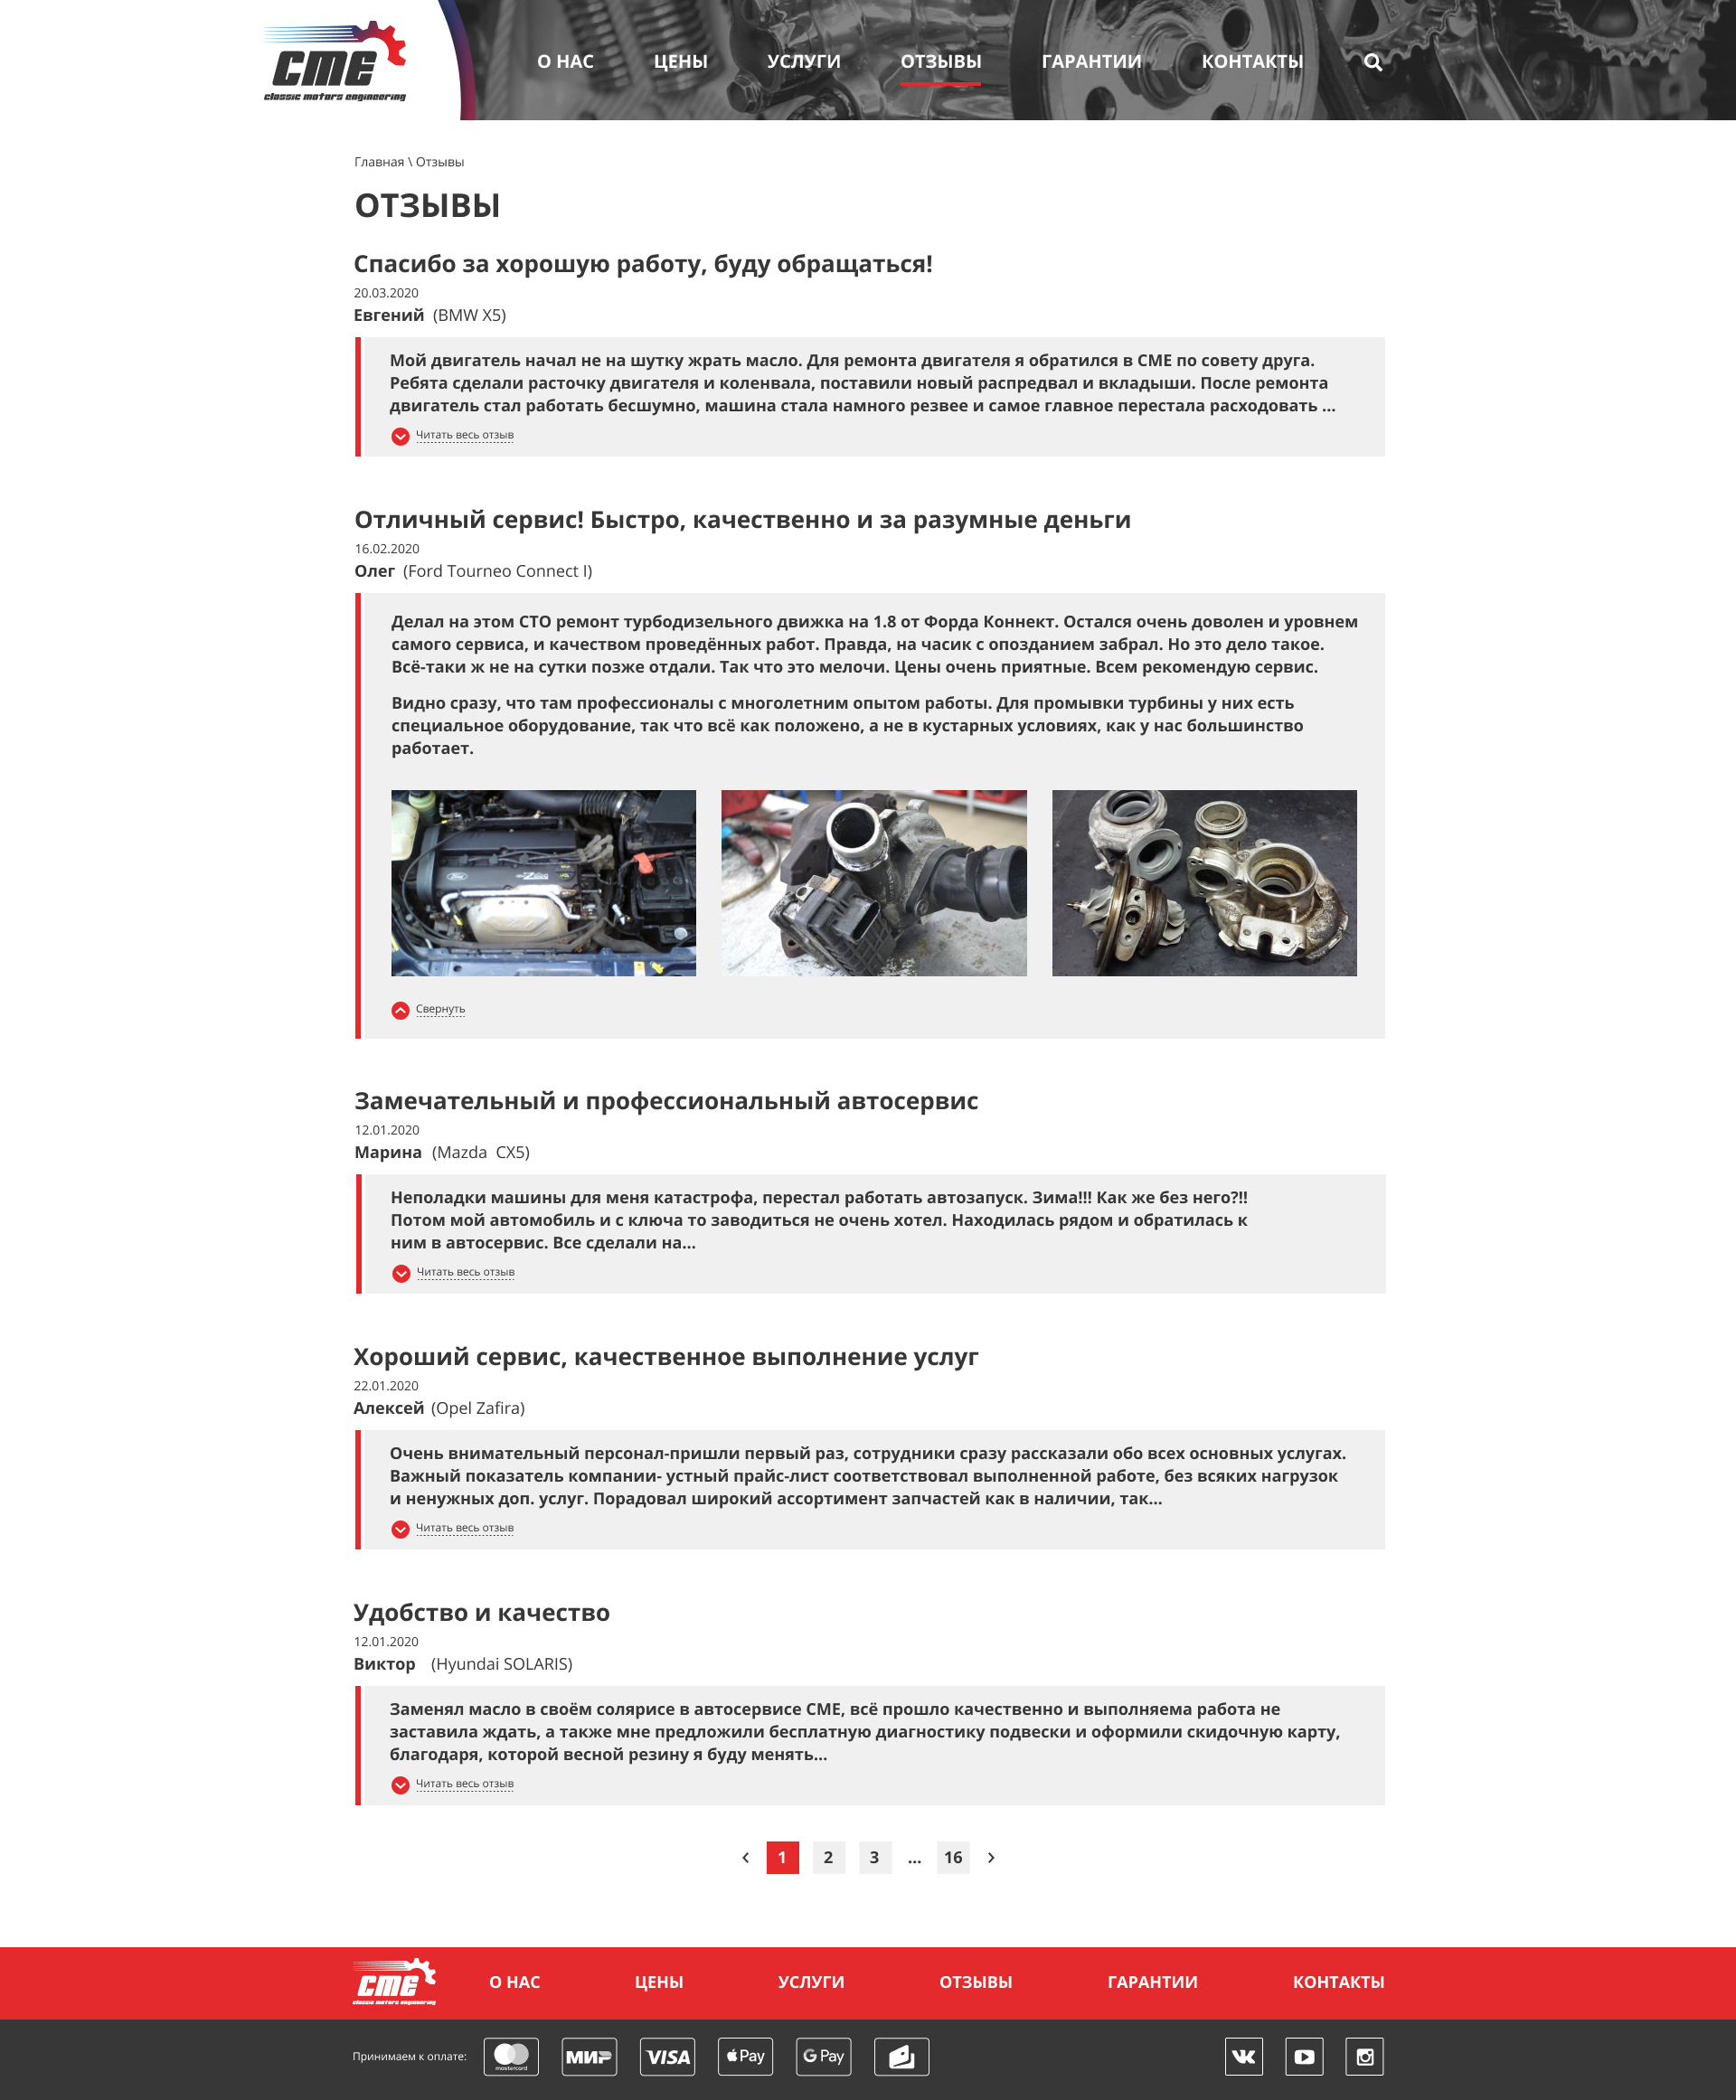 CME
classic motors engineering
О НАС ЦЕНЫ УСЛУГИ ОТЗЫВЫ ГАРАНТИИ КОНТАКТЫ
Главная \ Отзывы
ОТЗЫВЫ
Спасибо за хорошую работу, буду обращаться!
20.03.2020
Евгений (BMW X5)
Мой двигатель начал не на шутку жрать масло. Для ремонта двигателя я обратился в СМЕ по совету друга.
Ребята сделали расточку двигателя и коленвала, поставили новый распредвал и вкладыши. После ремонта
двигатель стал работать бесшумно, машина стала намного резвее и самое главное перестала расходовать ...
Читать весь отзыв
Отличный сервис! Быстро, качественно и за разумные деньги
16.02.2020
Олег (Ford Tourneo Connect I)
Делал на этом СТО ремонт турбодизельного движка на 1.8 от Форда Коннект. Остался очень доволен и уровнем
самого сервиса, и качеством проведённых работ. Правда, на часик с опозданием забрал. Но это дело такое.
Всё-таки ж не на сутки позже отдали. Так что это мелочи. Цены очень приятные. Всем рекомендую сервис.
Видно сразу, что там профессионалы с многолетним опытом работы. Для промывки турбины у них есть
специальное оборудование, так что всё как положено, а не в кустарных условиях, как у нас большинство
работает.
Свернуть
Замечательный и профессиональный автосервис
12.01.2020
Марина (Mazda CX5)
Неполадки машины для меня катастрофа, перестал работать автозапуск. Зима!!! Как же без него?!!
Потом мой автомобиль и с ключа то заводиться не очень хотел. Находилась рядом и обратилась к
ним в автосервис. Все сделали на...
Читать весь отзыв
Хороший сервис, качественное выполнение услуг
22.01.2020
Алексей (Opel Zafira)
Очень внимательный персонал-пришли первый раз, сотрудники сразу рассказали обо всех основных услугах.
Важный показатель компании- устный прайс-лист соответствовал выполненной работе, без всяких нагрузок
и ненужных доп. услуг. Порадовал широкий ассортимент запчастей как в наличии, так...
Читать весь отзыв
Удобство и качество
12.01.2020
Виктор (Hyundai SOLARIS)
Заменял масло в своём солярисе в автосервисе СМЕ, всё прошло качественно и выполняема работа не
заставила ждать, а также мне предложили бесплатную диагностику подвески и оформили скидочную карту,
благодаря, которой весной резину я буду менять...
Читать весь отзыв
‹ 1 2 3 ... 16 ›
CME
classic motors engineering
О НАС ЦЕНЫ УСЛУГИ ОТЗЫВЫ ГАРАНТИИ КОНТАКТЫ
Принимаем к оплате: mastercard МИР VISA Pay G Pay